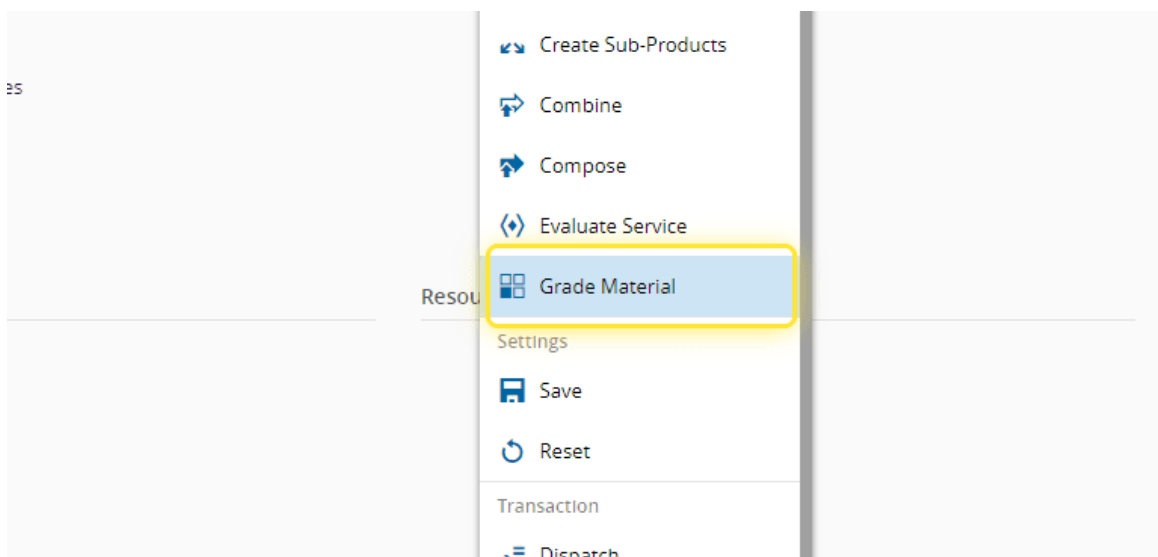 Create Sub-Products
es
Combine
Compose
Evaluate Service
Grade Material
Resou
Settings
Save
Reset
Transaction
Dispatch